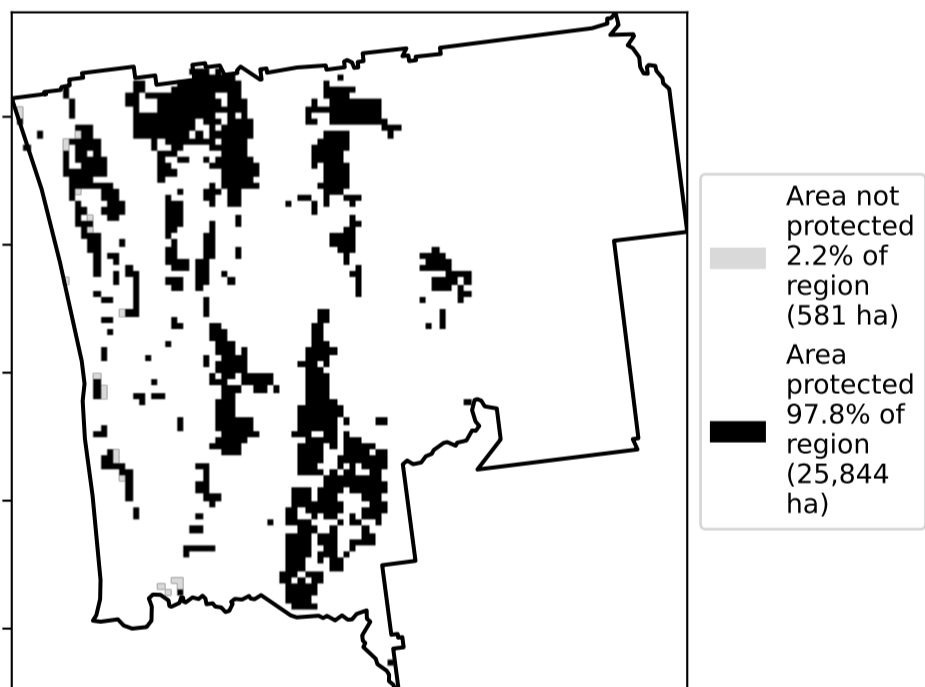 Area not
protected
2.2% of
region
(581 ha)
Area
protected
97.8% of
region
(25,844
ha)